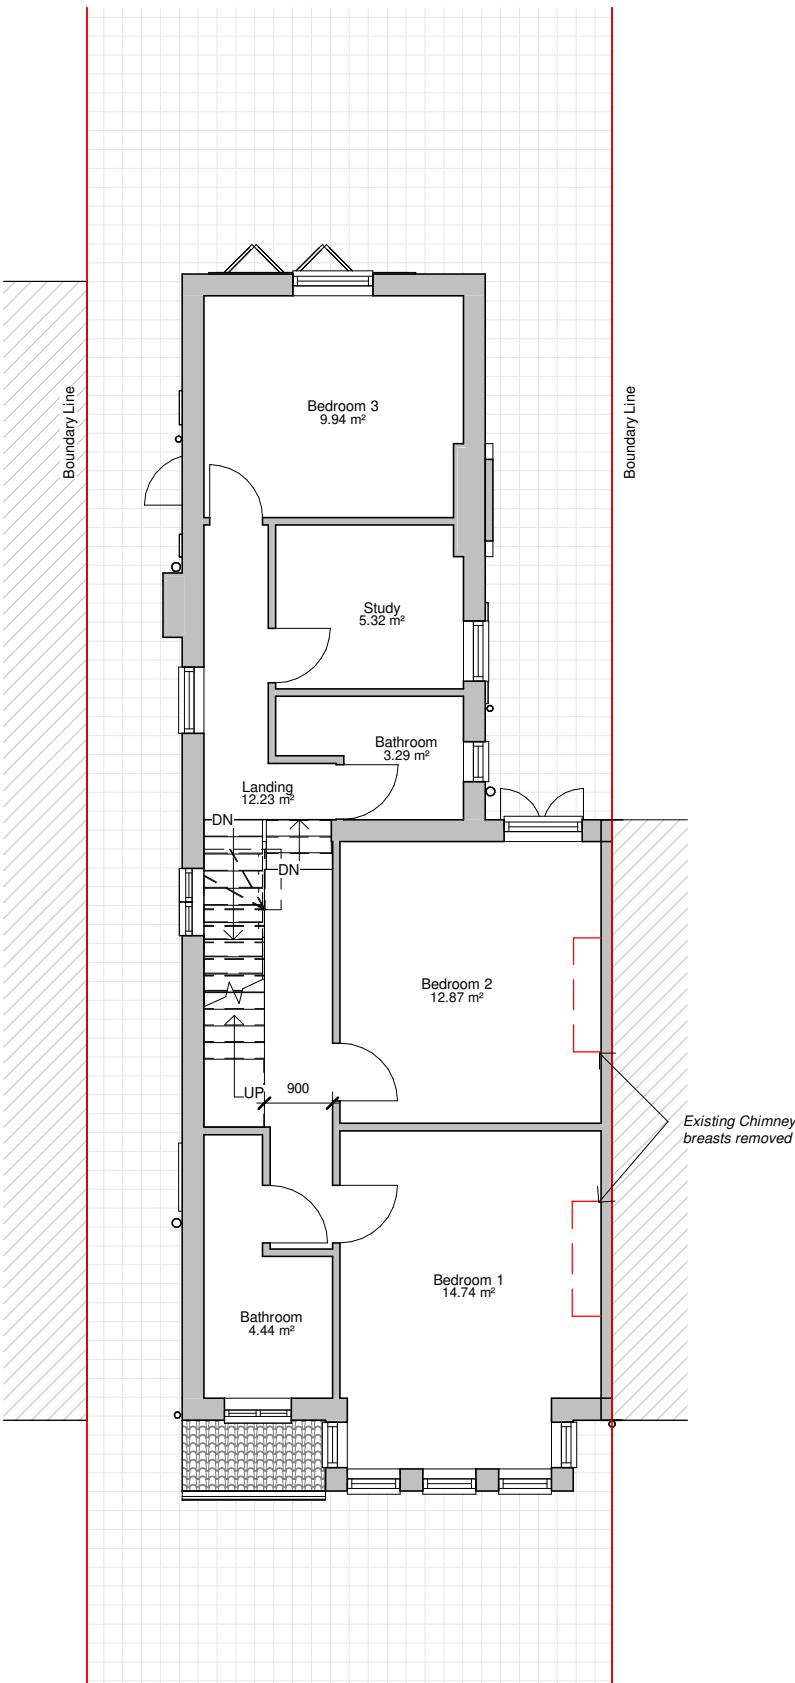 Boundary Line
Boundary Line
Bedroom 3
9.94 m²
Study
5.32 m²
Bathroom
3.29 m²
Landing
12.23 m²
DN
DN
Bedroom 2
12.87 m²
UP
900
Existing Chimney
breasts removed
Bedroom 1
14.74 m²
Bathroom
4.44 m²